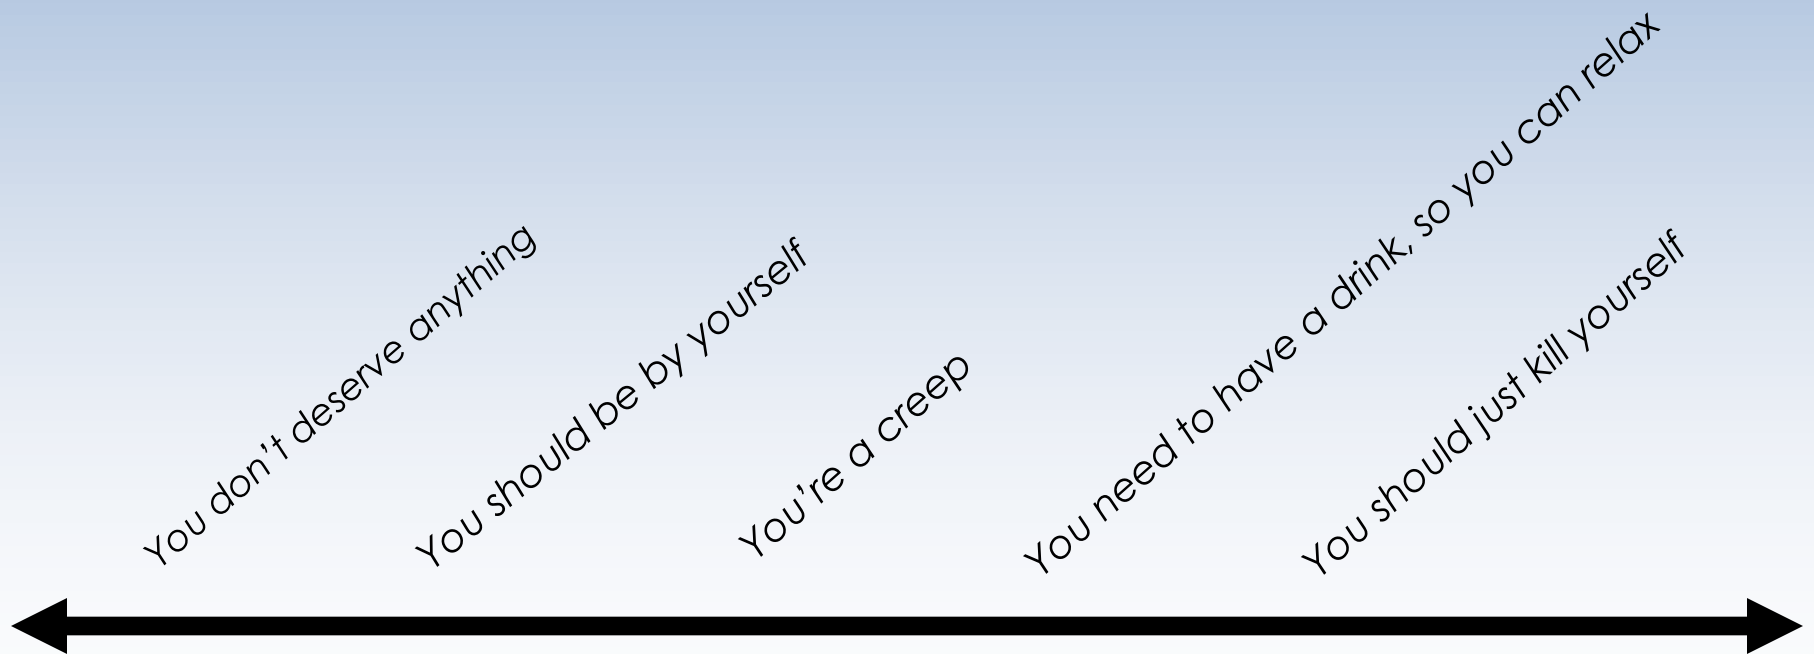 You don't deserve anything
You should be by yourself
You're a creep
You need to have a drink, so you can relax
You should just kill yourself